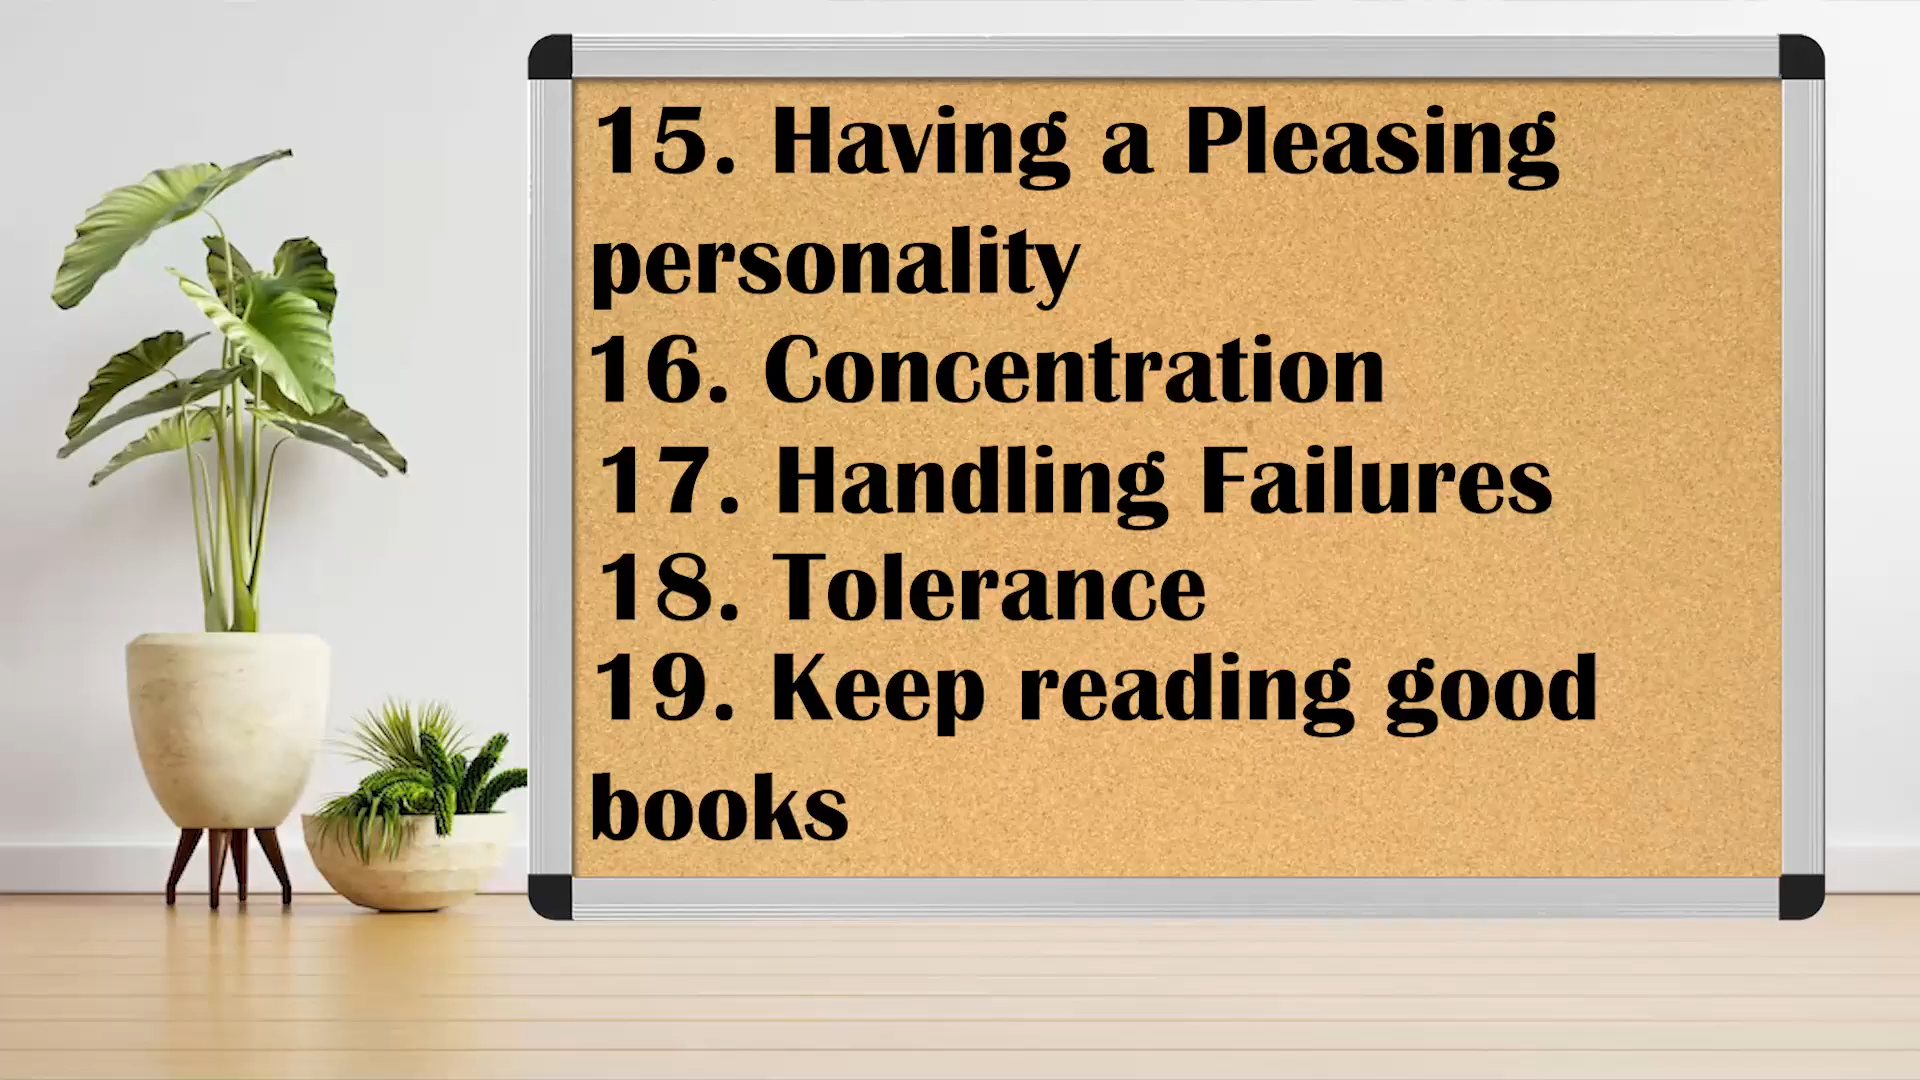 15. Having a Pleasing
personality
16. Concentration
17. Handling Failures
18. Tolerance
19. Keep reading good
books